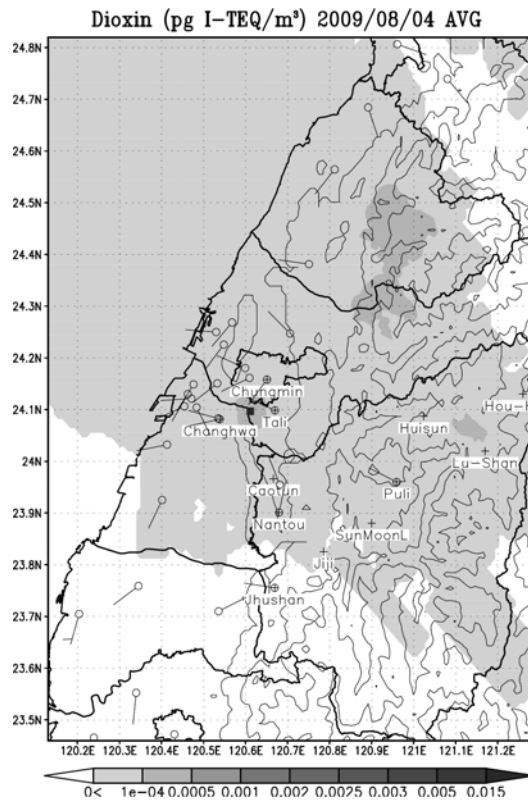 Dioxin (pg I-TEQ/m³) 2009/08/04 AVG
24.8N
24.7N
24.6N
24.5N
24.4N
24.3N
24.2N
Chungmin
24.1N
Tali
Changhwa
Huisun
24N
Lu-Shan
Caotun
Puli
23.9N
Nantou
SunMoonL
23.8N
Jiji
Jhushan
23.7N
23.6N
23.5N
120.2E 120.3E 120.4E 120.5E 120.6E 120.7E 120.8E 120.9E 121E 121.1E 121.2E
0< 1e-04 0.0005 0.001 0.002 0.003 0.005 0.015